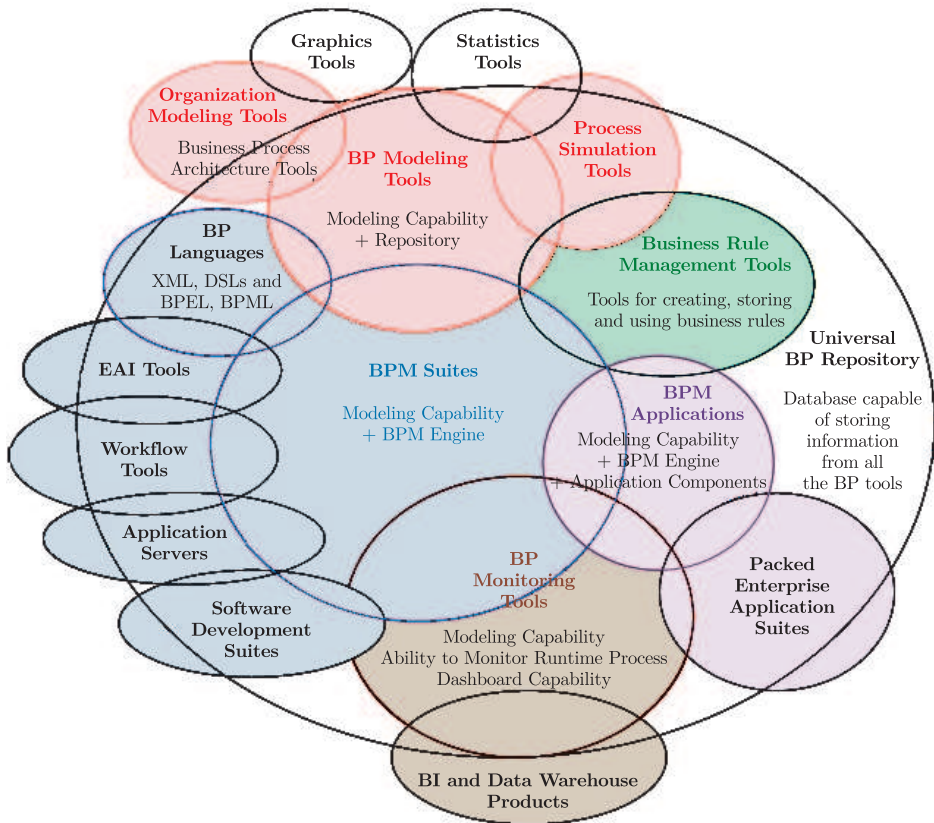 Graphics
Tools
Statistics
Tools
Organization
Modeling Tools
Business Process
Architecture Tools
BP Modeling
Tools
Modeling Capability
+ Repository
Process
Simulation
Tools
BP
Languages
XML, DSLs and
BPEL, BPML
Business Rule
Management Tools
Tools for creating, storing
and using business rules
Universal
BP Repository
Database capable
of storing
information
from all
the BP tools
EAI Tools
BPM Suites
Modeling Capability
+ BPM Engine
BPM
Applications
Modeling Capability
+ BPM Engine
+ Application Components
Workflow
Tools
Application
Servers
BP
Monitoring
Tools
Modeling Capability
Ability to Monitor Runtime Process
Dashboard Capability
Packed
Enterprise
Application
Suites
Software
Development
Suites
BI and Data Warehouse
Products